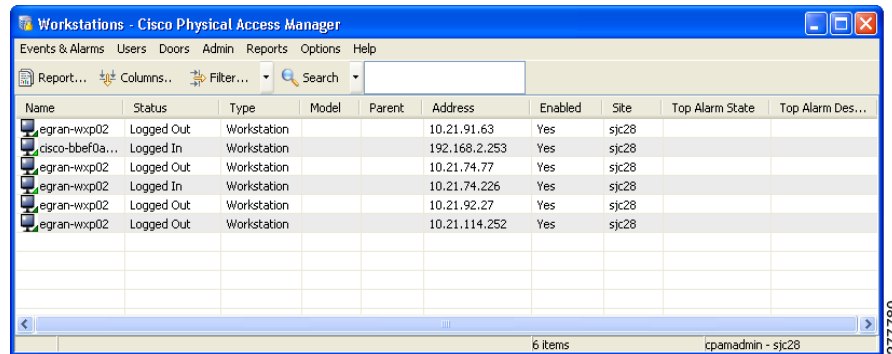 Workstations - Cisco Physical Access Manager
Events & Alarms Users Doors Admin Reports Options Help
Report... Columns.. Filter... Search
Name Status Type Model Parent Address Enabled Site Top Alarm State Top Alarm Des...
egran-wxp02 Logged Out Workstation 10.21.91.63 Yes sjc28
cisco-bbef0a... Logged In Workstation 192.168.2.253 Yes sjc28
egran-wxp02 Logged Out Workstation 10.21.74.77 Yes sjc28
egran-wxp02 Logged In Workstation 10.21.74.226 Yes sjc28
egran-wxp02 Logged Out Workstation 10.21.92.27 Yes sjc28
egran-wxp02 Logged Out Workstation 10.21.114.252 Yes sjc28
6 items cpamadmin - sjc28